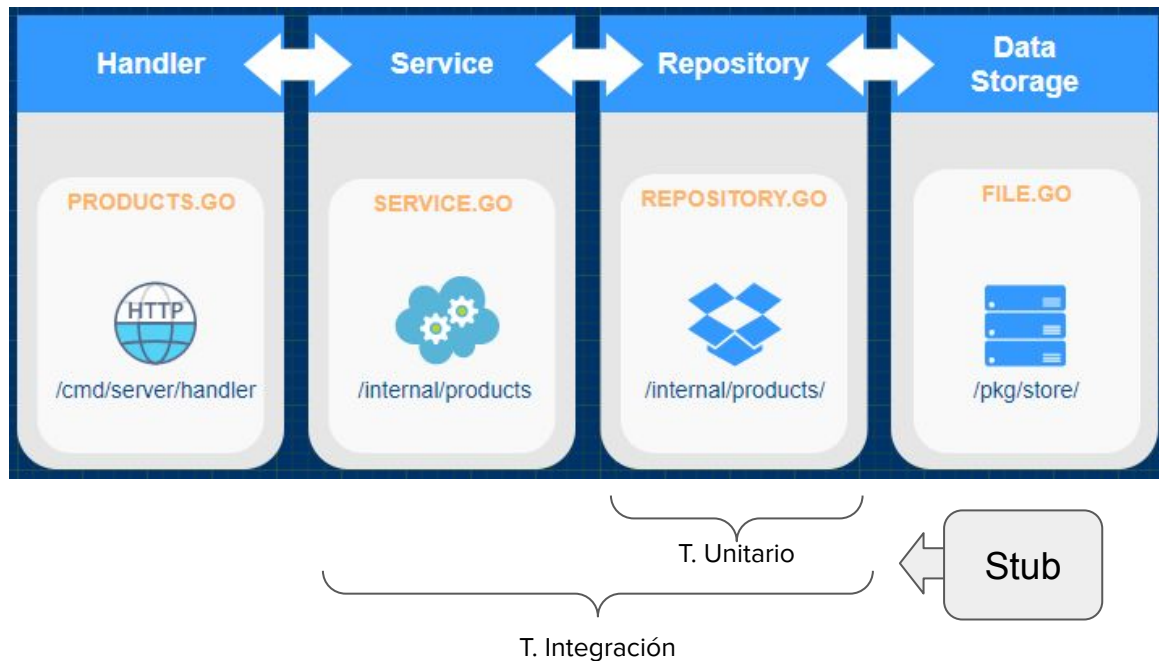 Handler
Service
Repository
Data
Storage
PRODUCTS.GO
SERVICE.GO
REPOSITORY.GO
FILE.GO
HTTP
/cmd/server/handler
/internal/products
/internal/products/
/pkg/store/
T. Unitario
Stub
T. Integración